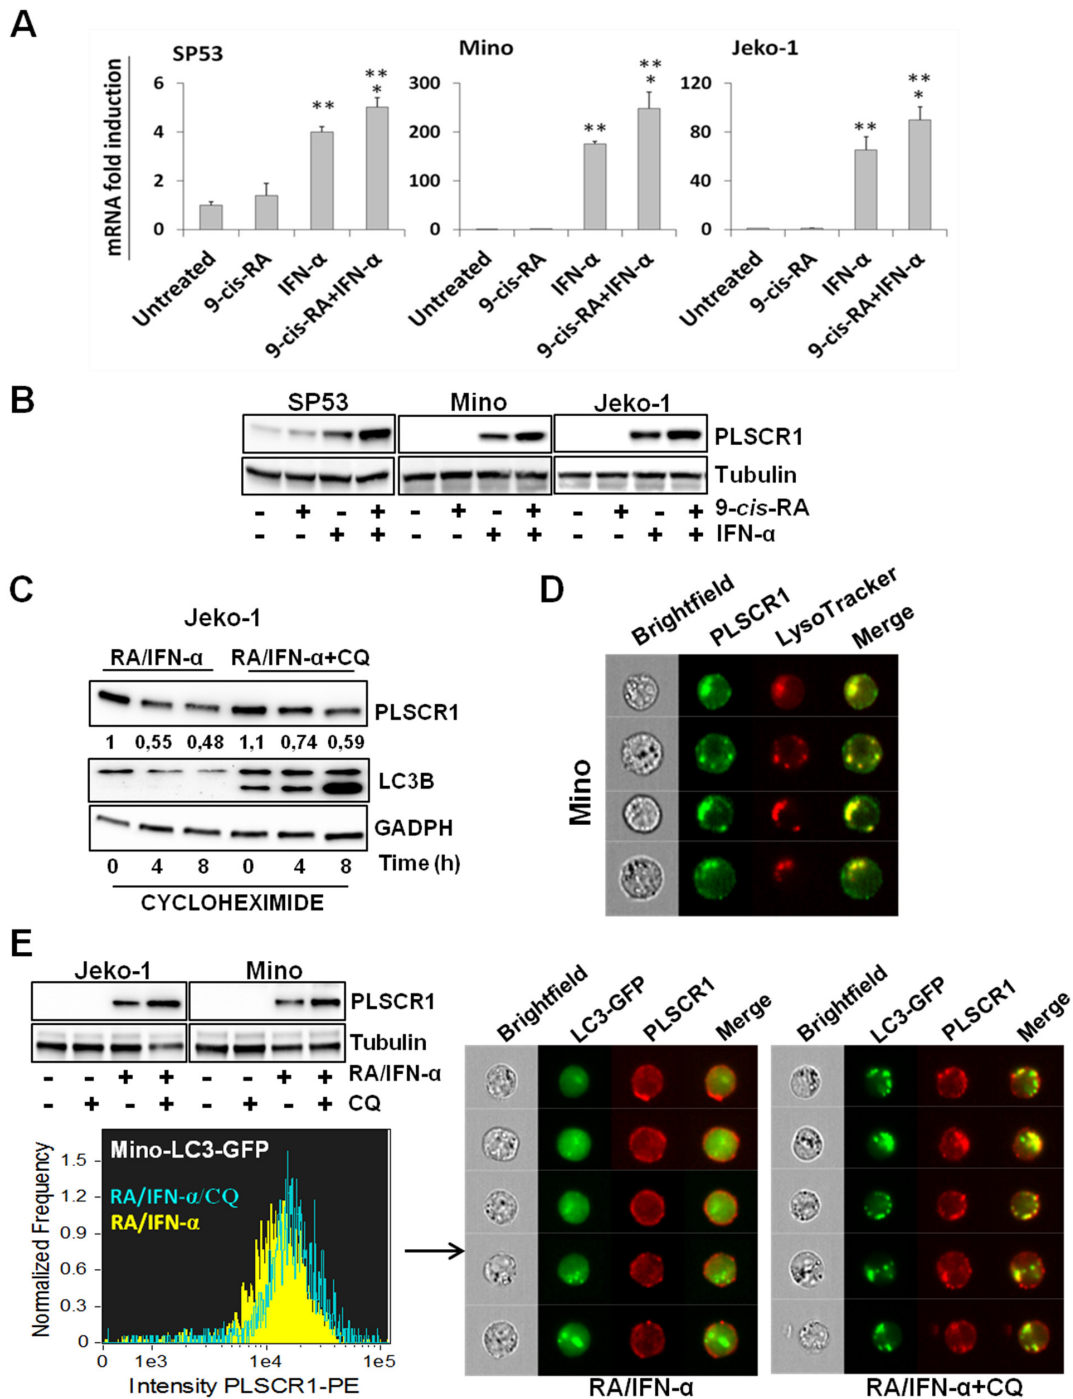 A
mRNA fold induction
SP53
Mino
Jeko-1
6
4
2
0
300
200
100
0
120
80
40
0
**
**
*
**
**
*
**
**
*
Untreated
9-cis-RA
IFN-α
9-cis-RA+IFN-α
Untreated
9-cis-RA
IFN-α
9-cis-RA+IFN-α
Untreated
9-cis-RA
IFN-α
9-cis-RA+IFN-α
B
SP53 Mino Jeko-1
PLSCR1
Tubulin
- + - + - + - + - + - + 9-cis-RA
- - + + - - + + - - + + IFN-α
C
Jeko-1
RA/IFN-α RA/IFN-α+CQ
PLSCR1
1 0,55 0,48 1,1 0,74 0,59
LC3B
GADPH
0 4 8 0 4 8 Time (h)
CYCLOHEXIMIDE
D
Brightfield
PLSCR1
LysoTracker
Merge
Mino
E
Jeko-1 Mino
PLSCR1
Tubulin
- - + + - - + + RA/IFN-α
- + - + - + - + CQ
Mino-LC3-GFP
RA/IFN-α/CQ
RA/IFN-α
Normalized Frequency
1.5
1.2
0.9
0.6
0.3
0
0 1e3 1e4 1e5
Intensity PLSCR1-PE
Brightfield
LC3-GFP
PLSCR1
Merge
RA/IFN-α
Brightfield
LC3-GFP
PLSCR1
Merge
RA/IFN-α+CQ